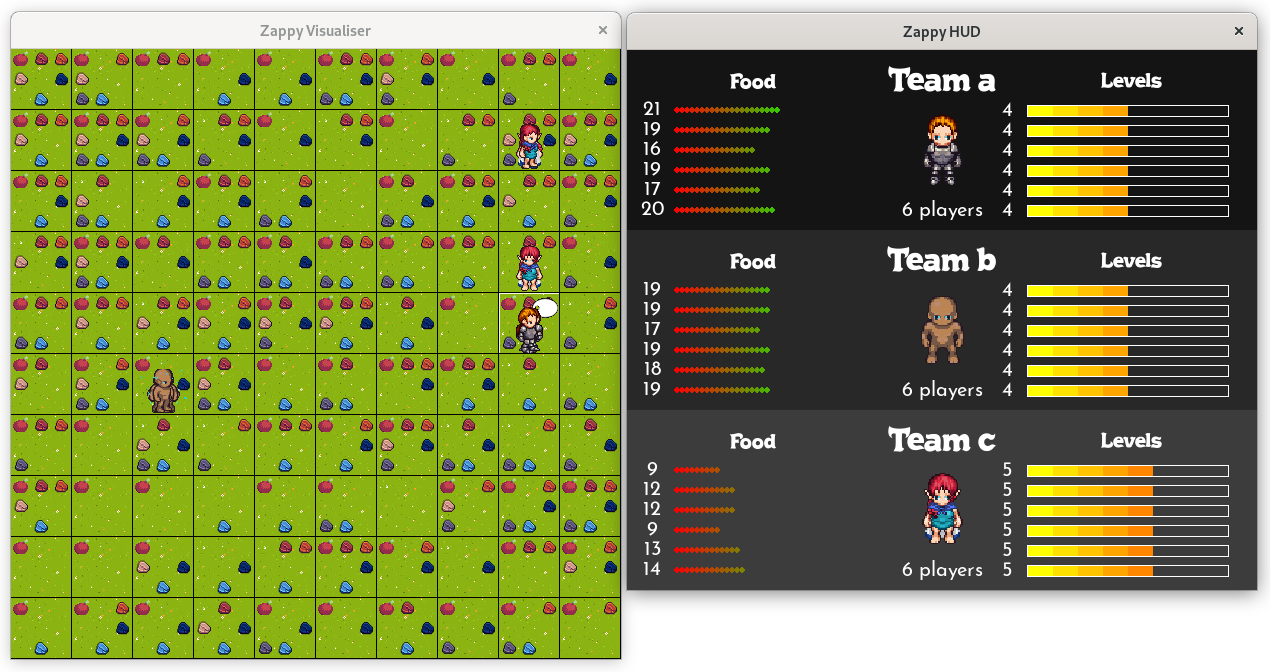 Zappy Visualiser ×
Zappy HUD ×
Food Team a Levels
21 4
19 4
16 4
19 4
17 4
20 6 players 4
Food Team b Levels
19 4
19 4
17 4
19 4
18 4
19 6 players 4
Food Team c Levels
9 5
12 5
12 5
9 5
13 5
14 6 players 5